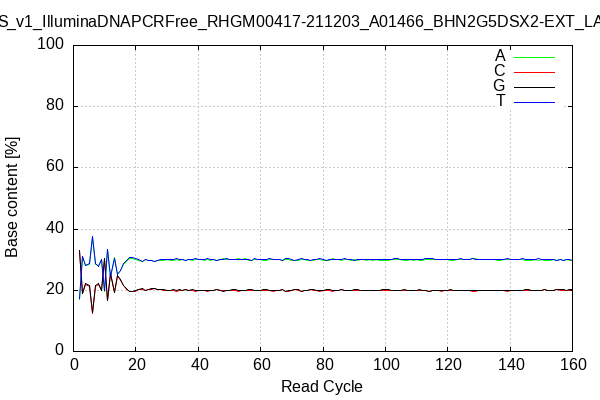 S_v1_IlluminaDNAPCRFree_RHGM00417-211203_A01466_BHN2G5DSX2-EXT_LA
100
80
60
40
20
0
Base content [%]
A
C
G
T
0 20 40 60 80 100 120 140 160
Read Cycle